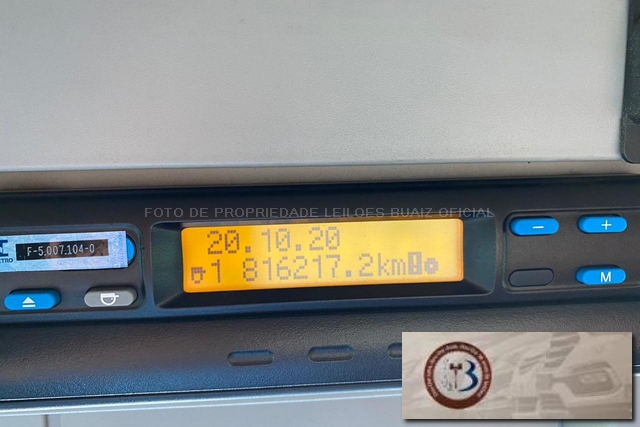 FOTO DE PROPRIEDADE LEILOES BUAIZ OFICIAL
F-5.007.104-0
20.10.20
1 816217.2km
- +
M
B